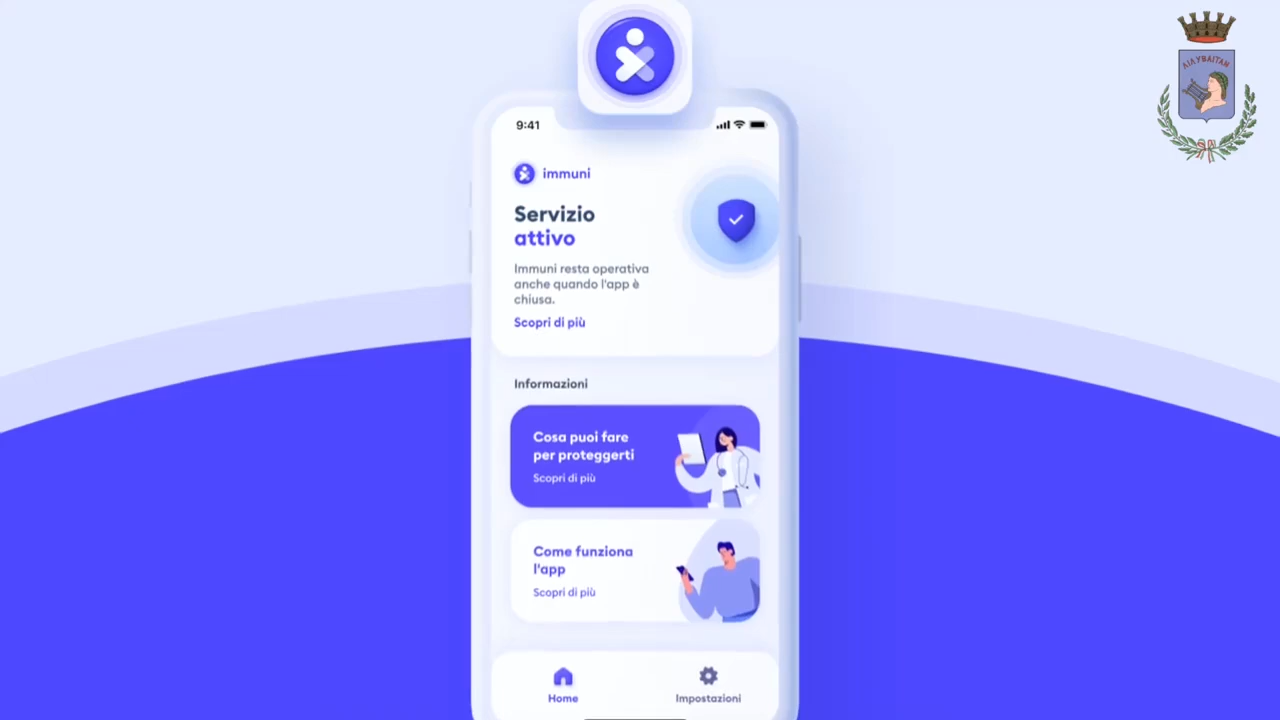 ΛΙΛΥΒΑΙΤΑΝ
9:41
immuni
Servizio
attivo
Immuni resta operativa
anche quando l'app è
chiusa.
Scopri di più
Informazioni
Cosa puoi fare
per proteggerti
Scopri di più
Come funziona
l'app
Scopri di più
Home
Impostazioni